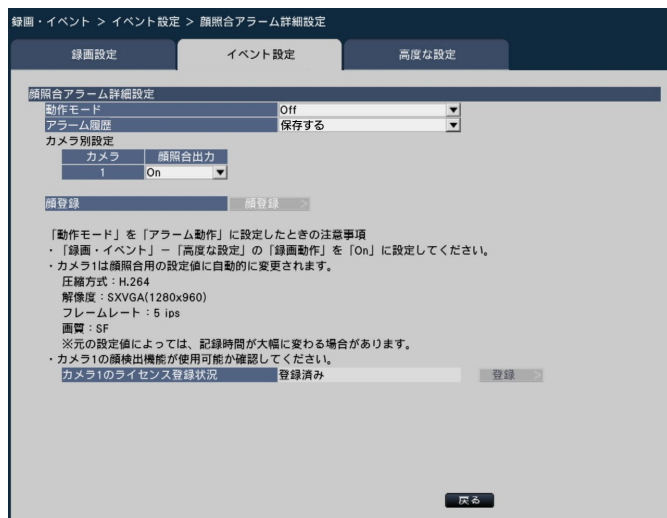 録画・イベント > イベント設定 > 顔照合アラーム詳細設定
録画設定 イベント設定 高度な設定
顔照合アラーム詳細設定
動作モード Off
アラーム履歴 保存する
カメラ別設定
カメラ 顔照合出力
1 On
顔登録 顔登録 >
「動作モード」を「アラーム動作」に設定したときの注意事項
・「録画・イベント」－「高度な設定」の「録画動作」を「On」に設定してください。
・カメラ1は顔照合用の設定値に自動的に変更されます。
圧縮方式：H.264
解像度：SXVGA(1280x960)
フレームレート：5 ips
画質：SF
※元の設定値によっては、記録時間が大幅に変わる場合があります。
・カメラ1の顔検出機能が使用可能か確認してください。
カメラ1のライセンス登録状況 登録済み 登録 >
戻る